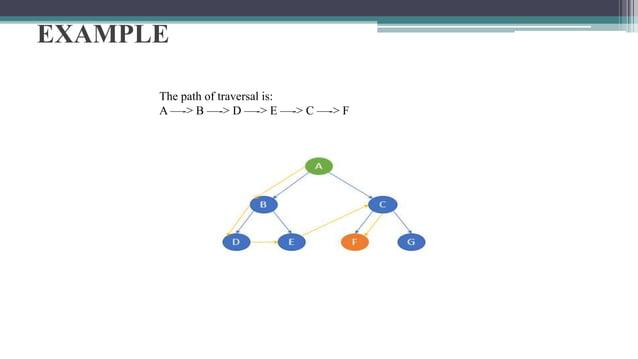 EXAMPLE
The path of traversal is:
A —-> B —-> D —-> E —-> C —-> F
A
B
C
D
E
F
G